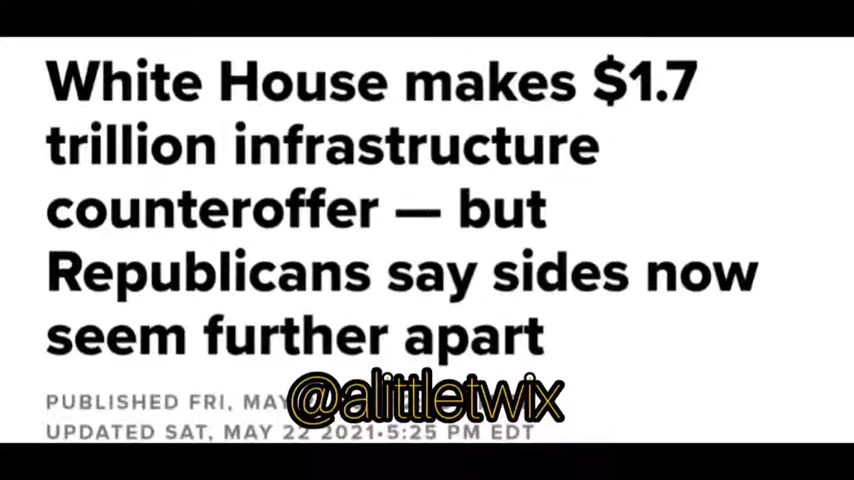 White House makes $1.7
trillion infrastructure
counteroffer — but
Republicans say sides now
seem further apart
PUBLISHED FRI, MAY
@alittletwix
UPDATED SAT, MAY 22 2021•5:25 PM EDT